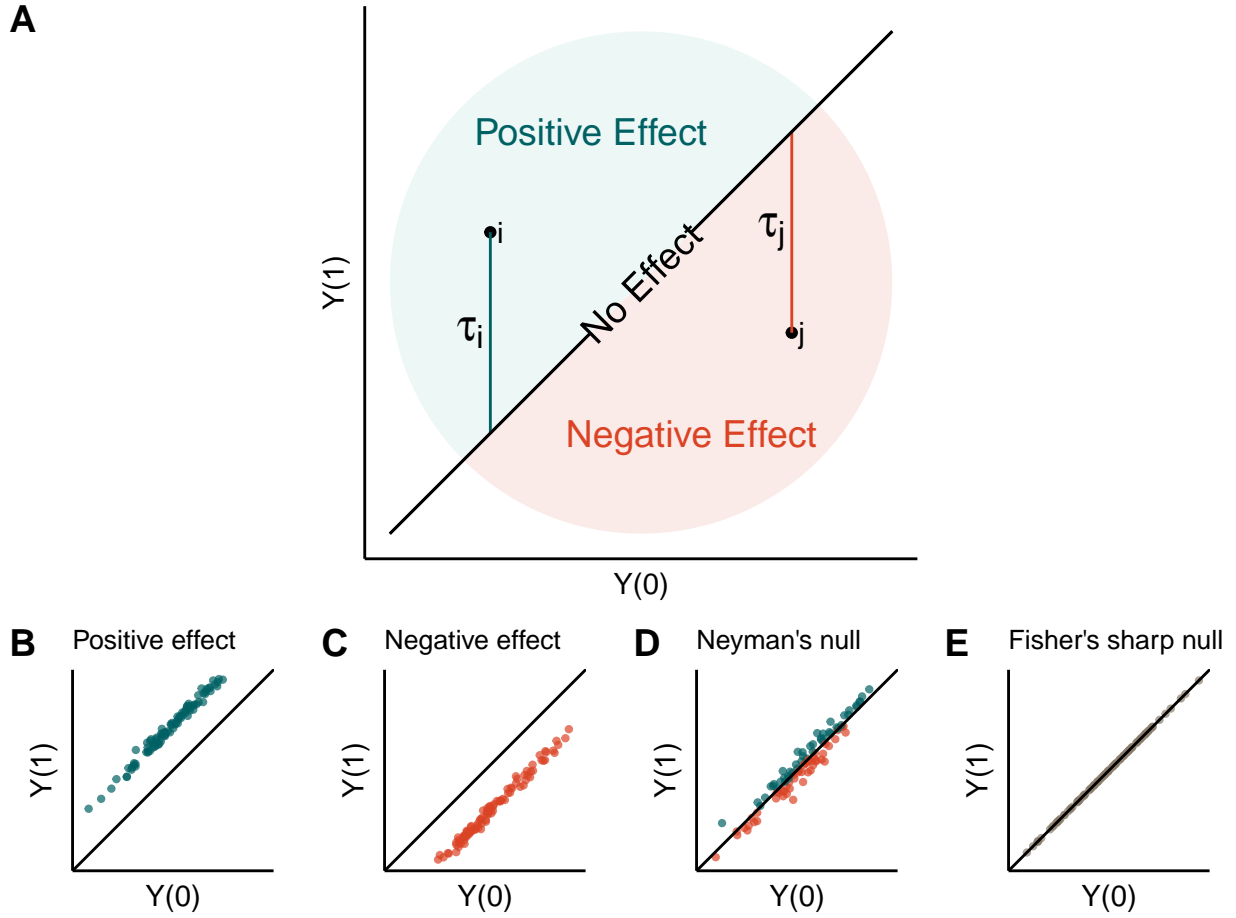 A
Positive Effect
i
τi
τj
No Effect
j
Negative Effect
Y(1)
Y(0)
B Positive effect
Y(1)
Y(0)
C Negative effect
Y(1)
Y(0)
D Neyman's null
Y(1)
Y(0)
E Fisher's sharp null
Y(1)
Y(0)